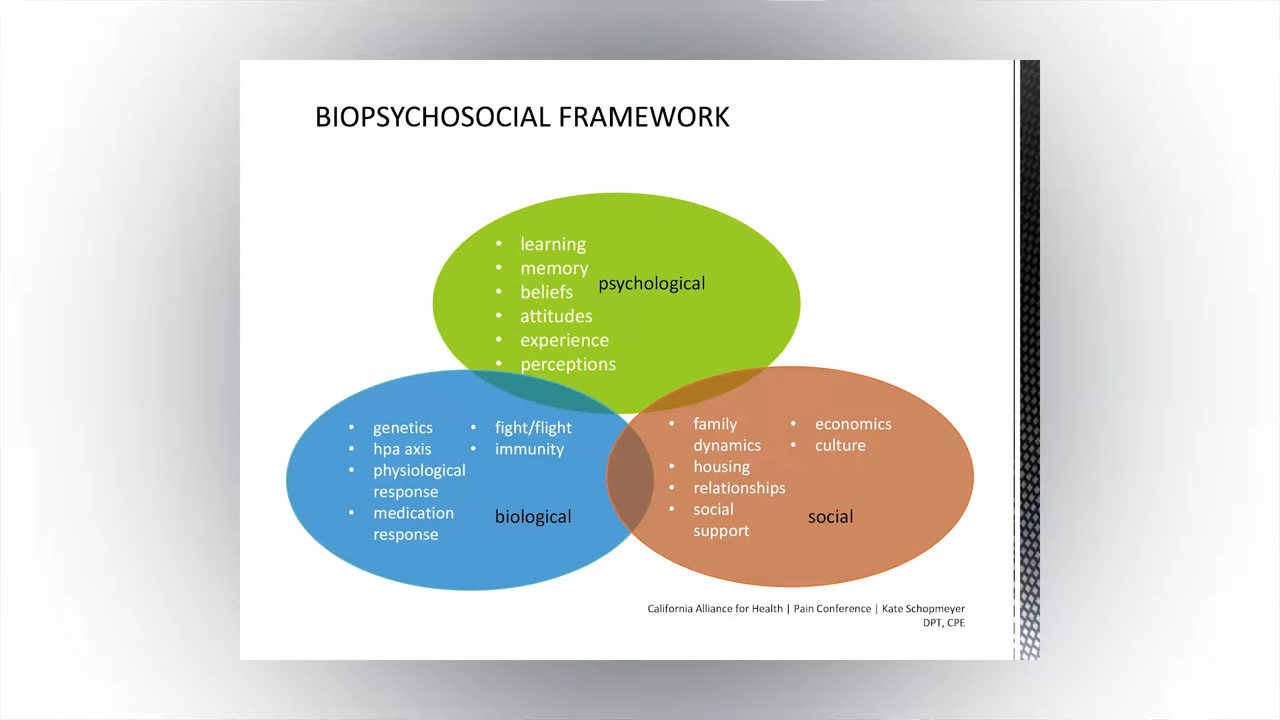 BIOPSYCHOSOCIAL FRAMEWORK
• learning
• memory
• beliefs
• attitudes
• experience
• perceptions
psychological
• genetics
• hpa axis
• physiological
response
• medication
response
• fight/flight
• immunity
biological
• family
dynamics
• housing
• relationships
• social
support
• economics
• culture
social
California Alliance for Health | Pain Conference | Kate Schopmeyer
DPT, CPE